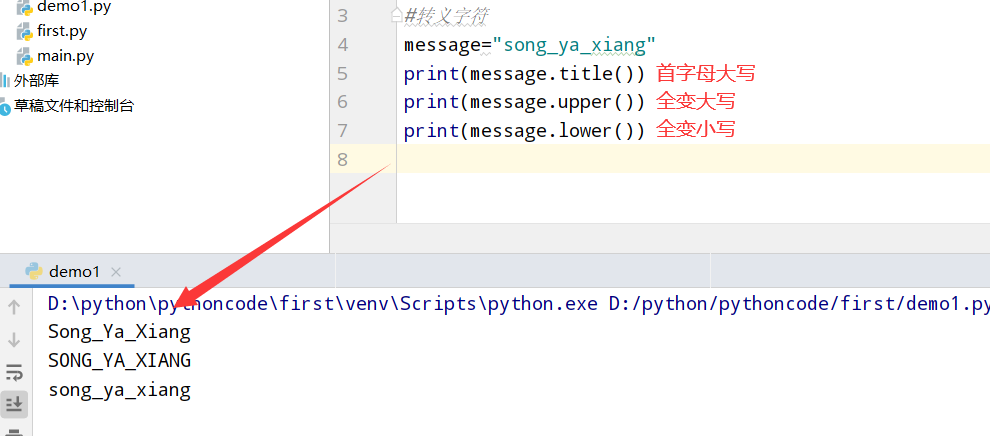 demo1.py
first.py
main.py
外部库
草稿文件和控制台
3 #转义字符
4 message="song_ya_xiang"
5 print(message.title()) 首字母大写
6 print(message.upper()) 全变大写
7 print(message.lower()) 全变小写
8
demo1
D:\python\pythoncode\first\venv\Scripts\python.exe D:/python/pythoncode/first/demo1.py
Song_Ya_Xiang
SONG_YA_XIANG
song_ya_xiang